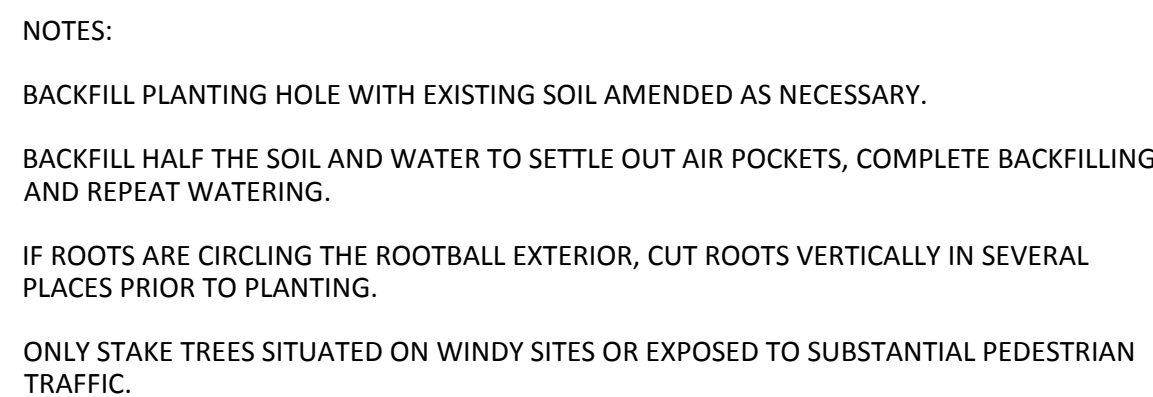 NOTES:
BACKFILL PLANTING HOLE WITH EXISTING SOIL AMENDED AS NECESSARY.
BACKFILL HALF THE SOIL AND WATER TO SETTLE OUT AIR POCKETS, COMPLETE BACKFILLING
AND REPEAT WATERING.
IF ROOTS ARE CIRCLING THE ROOTBALL EXTERIOR, CUT ROOTS VERTICALLY IN SEVERAL
PLACES PRIOR TO PLANTING.
ONLY STAKE TREES SITUATED ON WINDY SITES OR EXPOSED TO SUBSTANTIAL PEDESTRIAN
TRAFFIC.